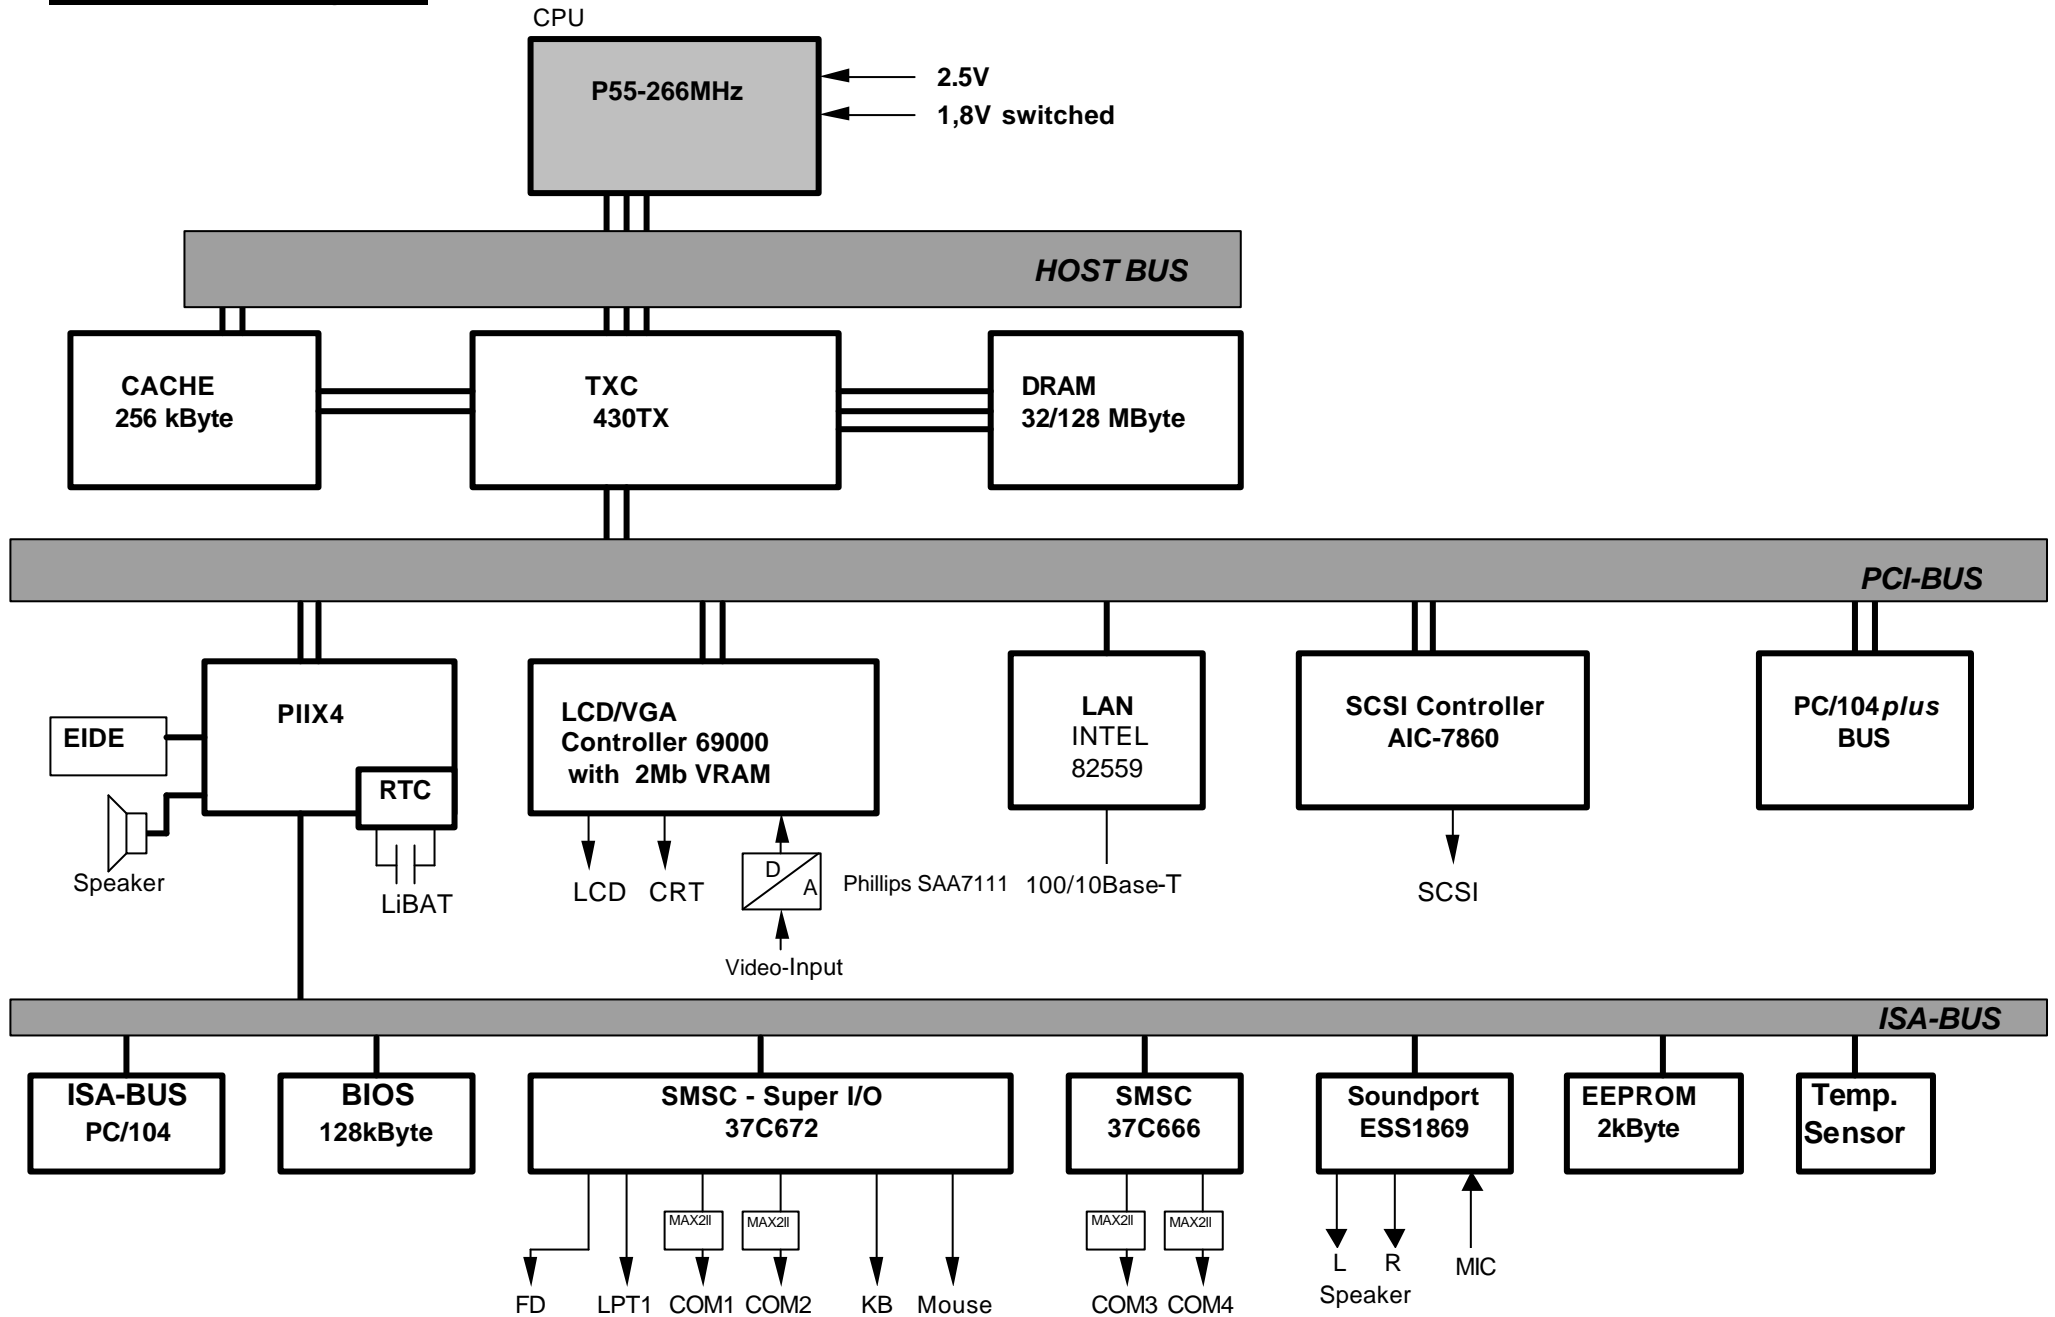 CPU
P55-266MHz
2.5V
1,8V switched
HOST BUS
CACHE
256 kByte
TXC
430TX
DRAM
32/128 MByte
PCI-BUS
PIIX4
EIDE
RTC
Speaker
LiBAT
LCD/VGA
Controller 69000
with 2Mb VRAM
LCD
CRT
D
A
Phillips SAA7111
Video-Input
LAN
INTEL
82559
100/10Base-T
SCSI Controller
AIC-7860
SCSI
PC/104plus
BUS
ISA-BUS
ISA-BUS
PC/104
BIOS
128kByte
SMSC - Super I/O
37C672
MAX2II
MAX2II
FD
LPT1
COM1
COM2
KB
Mouse
SMSC
37C666
MAX2II
MAX2II
COM3
COM4
Soundport
ESS1869
L
R
MIC
Speaker
EEPROM
2kByte
Temp.
Sensor